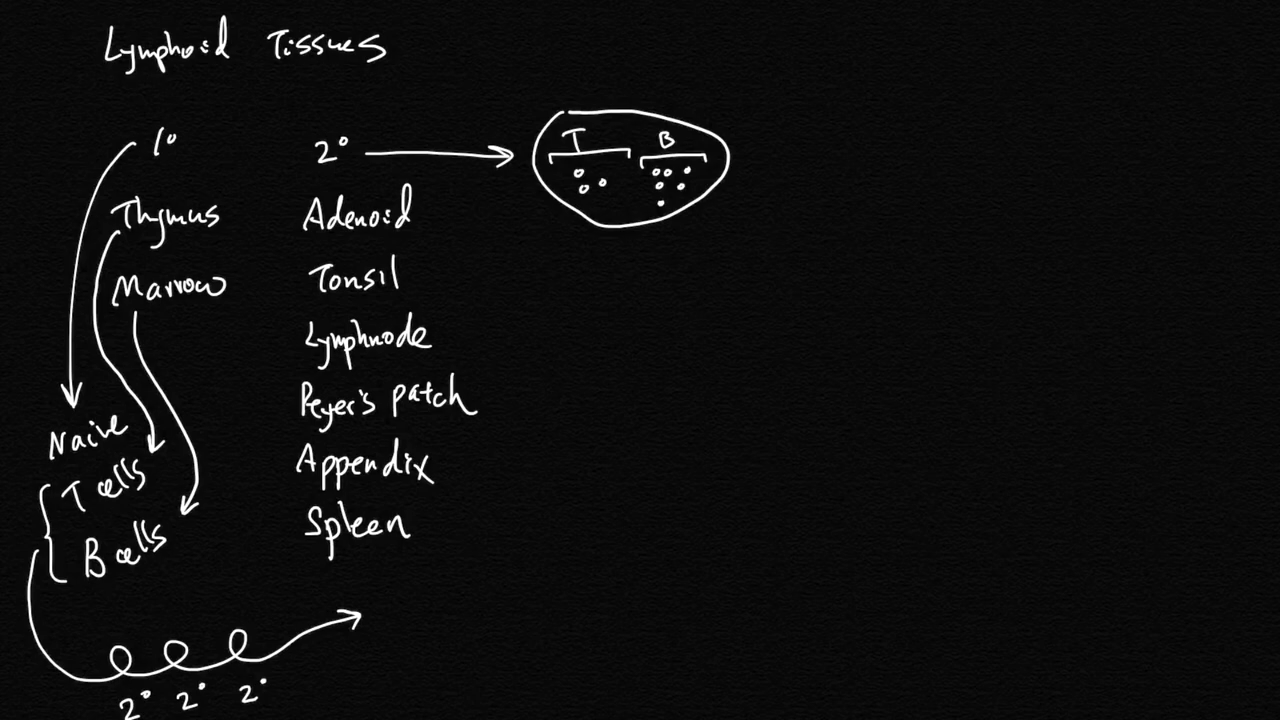 Lymphoid Tissues
1° 2° T B
Thymus Adenoid
Marrow Tonsil
Lymphnode
Peyer's patch
Naive Appendix
T cells
B cells Spleen
2° 2° 2°